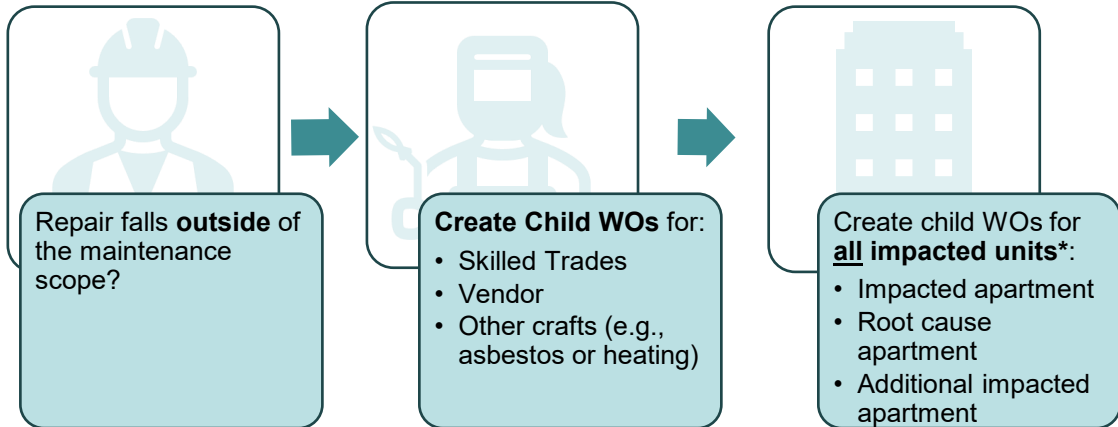 Repair falls outside of
the maintenance
scope?
Create Child WOs for:
• Skilled Trades
• Vendor
• Other crafts (e.g.,
asbestos or heating)
Create child WOs for
all impacted units*:
• Impacted apartment
• Root cause
apartment
• Additional impacted
apartment